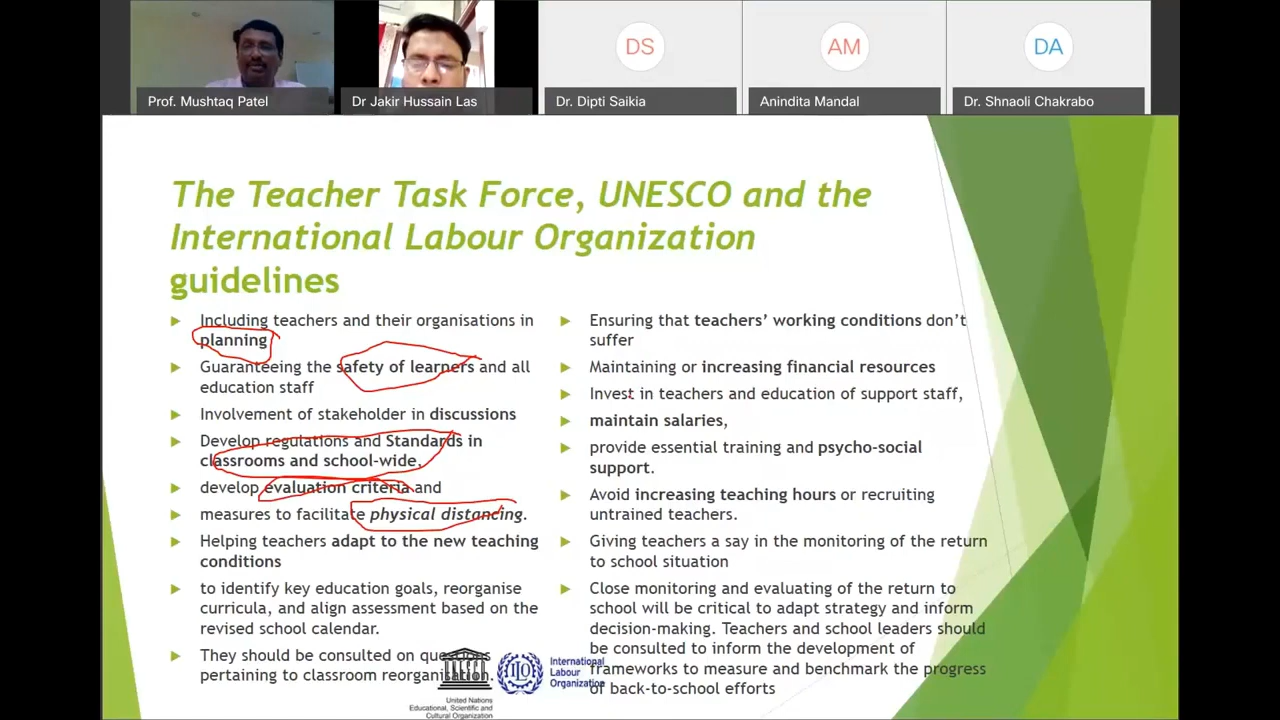 DS
AM
DA
Prof. Mushtaq Patel
Dr Jakir Hussain Las
Dr. Dipti Saikia
Anindita Mandal
Dr. Shnaoli Chakrabo
The Teacher Task Force, UNESCO and the
International Labour Organization
guidelines
Including teachers and their organisations in
planning
Guaranteeing the safety of learners and all
education staff
Involvement of stakeholder in discussions
Develop regulations and Standards in
classrooms and school-wide,
develop evaluation criteria and
measures to facilitate physical distancing.
Helping teachers adapt to the new teaching
conditions
to identify key education goals, reorganise
curricula, and align assessment based on the
revised school calendar.
They should be consulted on questions
pertaining to classroom reorganisation.
Ensuring that teachers’ working conditions don’t
suffer
Maintaining or increasing financial resources
Invest in teachers and education of support staff,
maintain salaries,
provide essential training and psycho-social
support.
Avoid increasing teaching hours or recruiting
untrained teachers.
Giving teachers a say in the monitoring of the return
to school situation
Close monitoring and evaluating of the return to
school will be critical to adapt strategy and inform
decision-making. Teachers and school leaders should
be consulted to inform the development of
frameworks to measure and benchmark the progress
of back-to-school efforts
UNESCO
United Nations
Educational, Scientific and
Cultural Organization
ILO
International
Labour
Organization